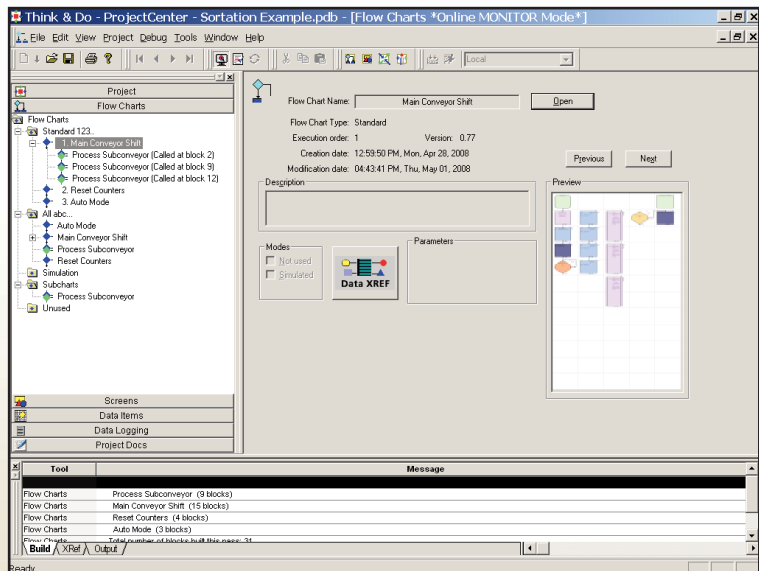 Think & Do - ProjectCenter - Sortation Example.pdb - [Flow Charts *Online MONITOR Mode*]
File Edit View Project Debug Tools Window Help
Local
Project
Flow Charts
Flow Charts
Standard 123..
1. Main Conveyor Shift
Process Subconveyor (Called at block 2)
Process Subconveyor (Called at block 9)
Process Subconveyor (Called at block 12)
2. Reset Counters
3. Auto Mode
All abc...
Auto Mode
Main Conveyor Shift
Process Subconveyor
Reset Counters
Simulation
Subcharts
Process Subconveyor
Unused
Screens
Data Items
Data Logging
Project Docs
Flow Chart Name: Main Conveyor Shift Open
Flow Chart Type: Standard
Execution order: 1 Version: 0.77
Creation date: 12:59:50 PM, Mon, Apr 28, 2008
Modification date: 04:43:41 PM, Thu, May 01, 2008
Previous Next
Description
Preview
Modes
Not used
Simulated
Data XREF
Parameters
Tool Message
Flow Charts Process Subconveyor (9 blocks)
Flow Charts Main Conveyor Shift (15 blocks)
Flow Charts Reset Counters (4 blocks)
Flow Charts Auto Mode (3 blocks)
Flow Charts Total number of blocks built this pass: 31
Build XRef Output
Ready